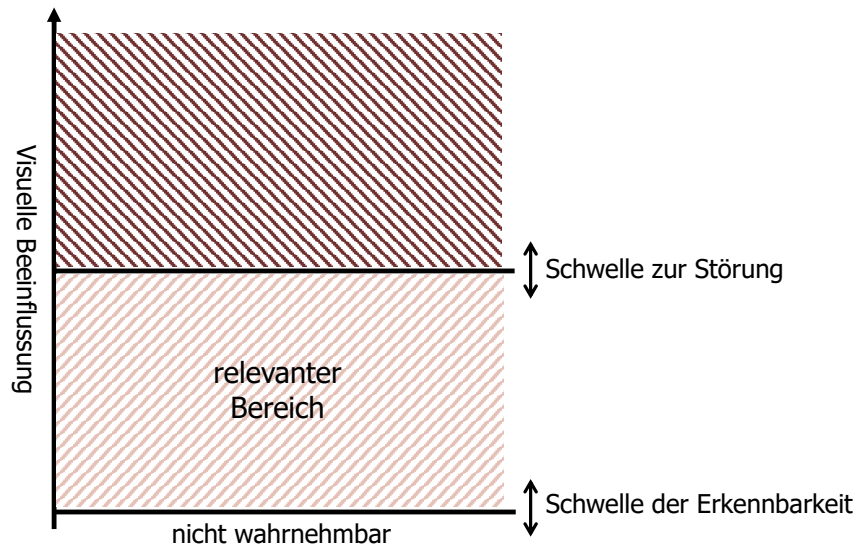 Visuelle Beeinflussung
Schwelle zur Störung
relevanter
Bereich
Schwelle der Erkennbarkeit
nicht wahrnehmbar